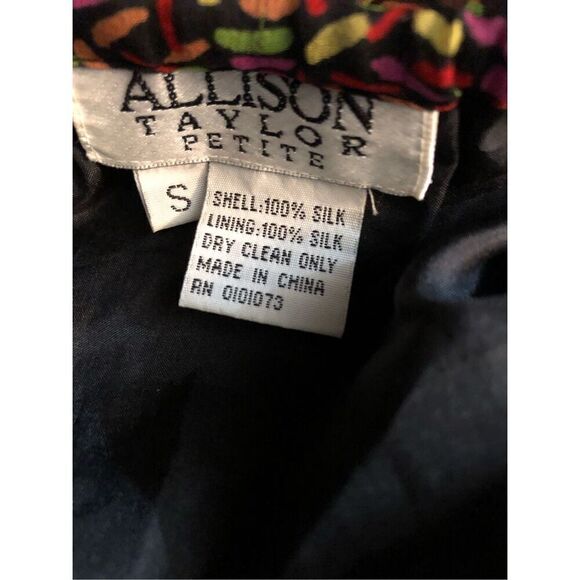 ALLISON
TAYLOR
PETITE
S
SHELL:100% SILK
LINING:100% SILK
DRY CLEAN ONLY
MADE IN CHINA
RN 0101073